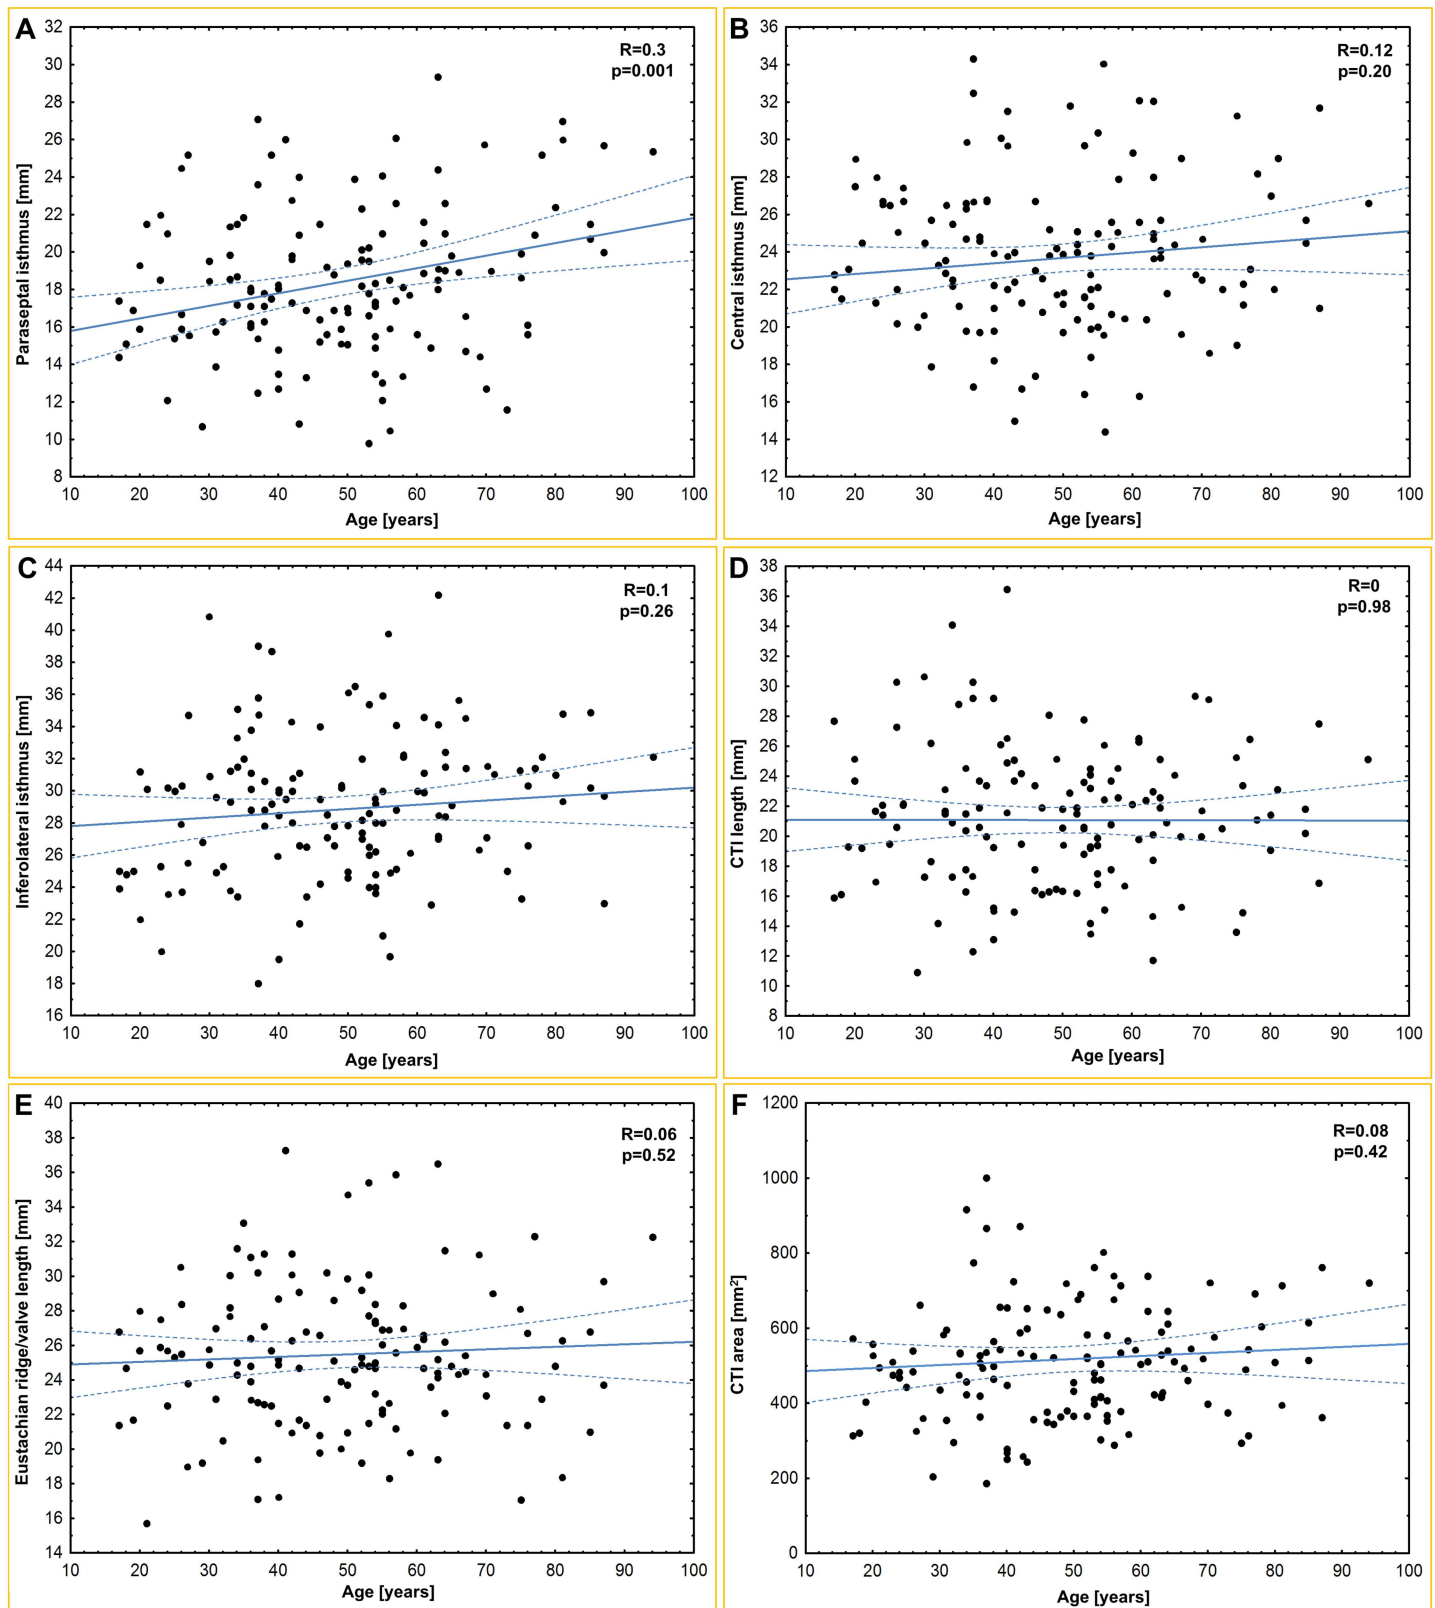 A
R=0.3
p=0.001
Paraseptal isthmus [mm]
32
30
28
26
24
22
20
18
16
14
12
10
8
10 20 30 40 50 60 70 80 90 100
Age [years]
B
R=0.12
p=0.20
Central isthmus [mm]
36
34
32
30
28
26
24
22
20
18
16
14
12
10 20 30 40 50 60 70 80 90 100
Age [years]
C
R=0.1
p=0.26
Inferolateral isthmus [mm]
44
42
40
38
36
34
32
30
28
26
24
22
20
18
16
10 20 30 40 50 60 70 80 90 100
Age [years]
D
R=0
p=0.98
CTI length [mm]
38
36
34
32
30
28
26
24
22
20
18
16
14
12
10
8
10 20 30 40 50 60 70 80 90 100
Age [years]
E
R=0.06
p=0.52
Eustachian ridge/valve length [mm]
40
38
36
34
32
30
28
26
24
22
20
18
16
14
10 20 30 40 50 60 70 80 90 100
Age [years]
F
R=0.08
p=0.42
CTI area [mm²]
1200
1000
800
600
400
200
0
10 20 30 40 50 60 70 80 90 100
Age [years]